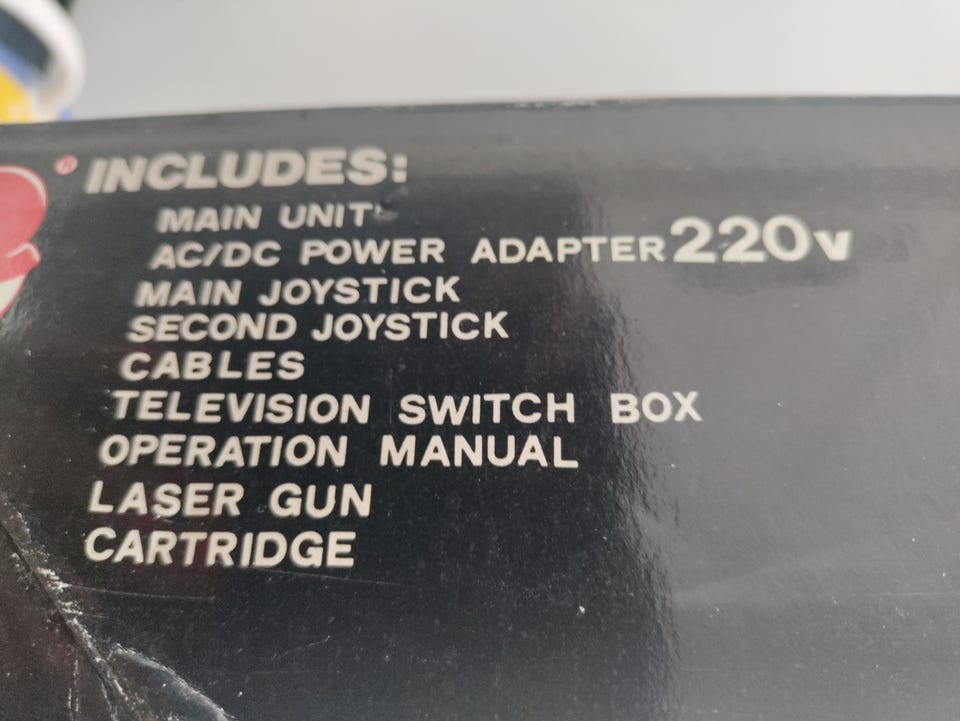 ® INCLUDES:
MAIN UNIT
AC/DC POWER ADAPTER 220v
MAIN JOYSTICK
SECOND JOYSTICK
CABLES
TELEVISION SWITCH BOX
OPERATION MANUAL
LASER GUN
CARTRIDGE